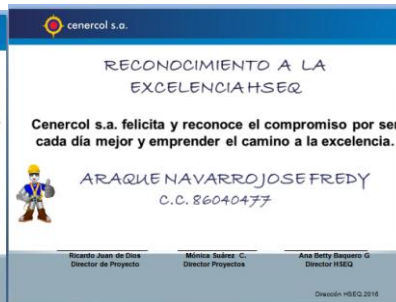 cenercol s.a.
RECONOCIMIENTO A LA
EXCELENCIA HSEQ
Cenercol s.a. felicita y reconoce el compromiso por ser
cada día mejor y emprender el camino a la excelencia.
ARAQUE NAVARRO JOSE FREDY
C.C. 86040477
Ricardo Juan de Dios
Director de Proyecto
Mónica Suárez C.
Director Proyectos
Ana Betty Baquero G
Director HSEQ
Dirección HSEQ.2016